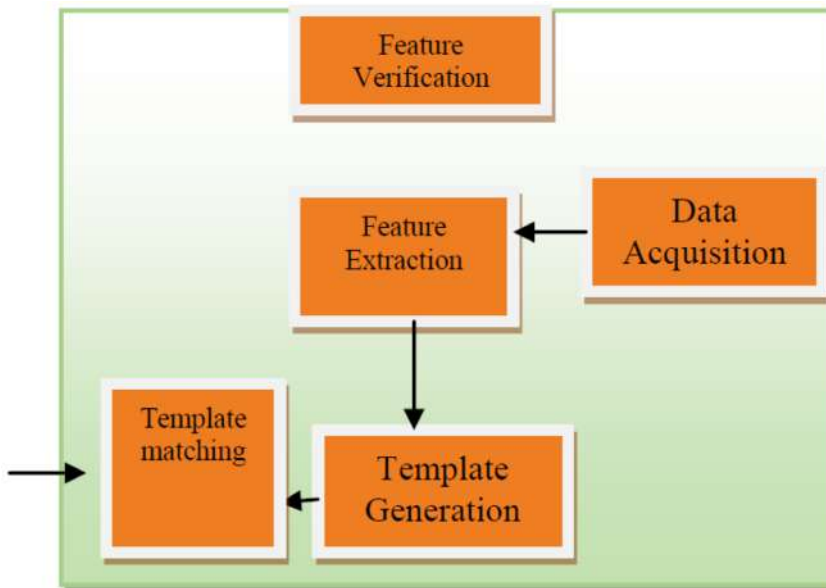 Feature
Verification
Feature
Extraction
Data
Acquisition
Template
matching
Template
Generation